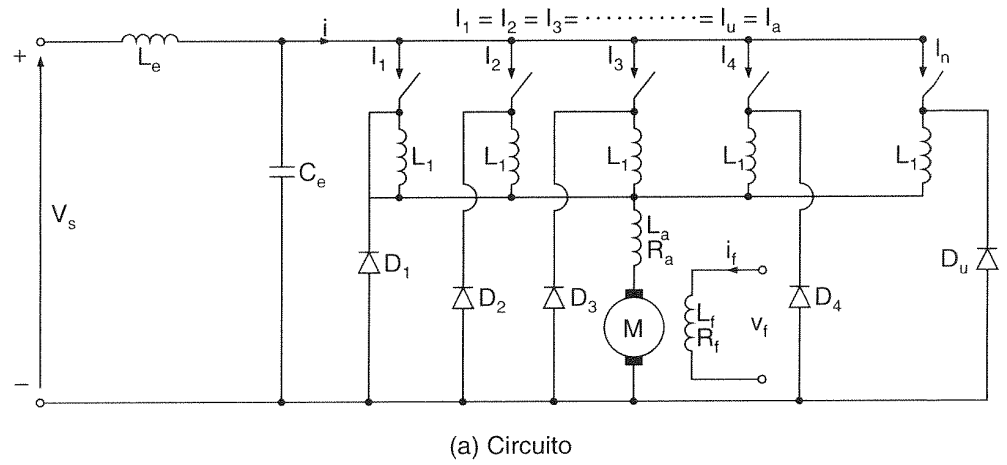 I₁ = I₂ = I₃ = ··········· = Iᵤ = Iₐ
+
Lₑ
i
I₁
I₂
I₃
I₄
Iₙ
L₁
L₁
L₁
L₁
L₁
Cₑ
Vₛ
Lₐ
Rₐ
D₁
D₂
D₃
M
i_f
L_f
R_f
v_f
D₄
Dᵤ
−
(a) Circuito